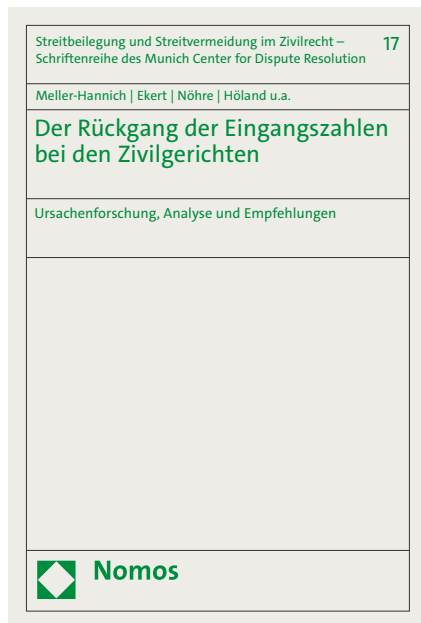 Streitbeilegung und Streitvermeidung im Zivilrecht – 17
Schriftenreihe des Munich Center for Dispute Resolution
Meller-Hannich | Ekert | Nöhre | Höland u.a.
Der Rückgang der Eingangszahlen
bei den Zivilgerichten
Ursachenforschung, Analyse und Empfehlungen
Nomos